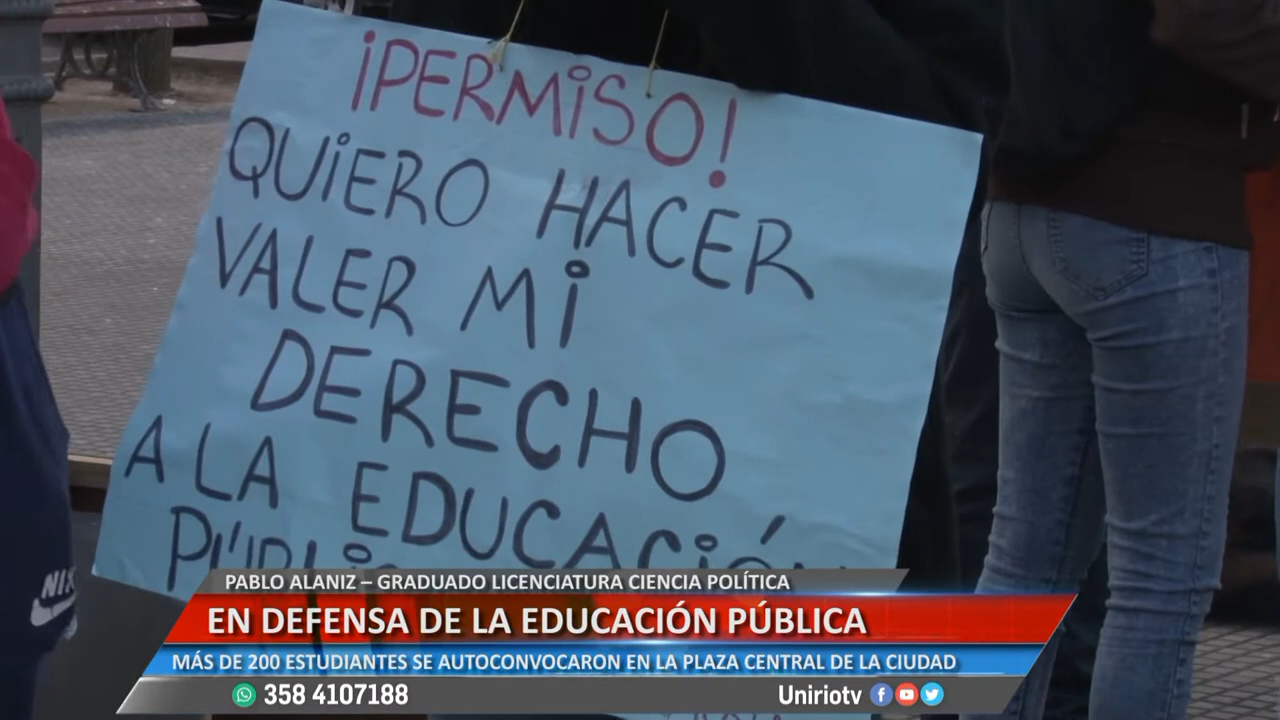 ¡PERMISO!
QUIERO HACER
VALER MI
DERECHO
A LA EDUCACIÓN
PABLO ALANIZ – GRADUADO LICENCIATURA CIENCIA POLÍTICA
EN DEFENSA DE LA EDUCACIÓN PÚBLICA
MÁS DE 200 ESTUDIANTES SE AUTOCONVOCARON EN LA PLAZA CENTRAL DE LA CIUDAD
358 4107188
Uniriotv